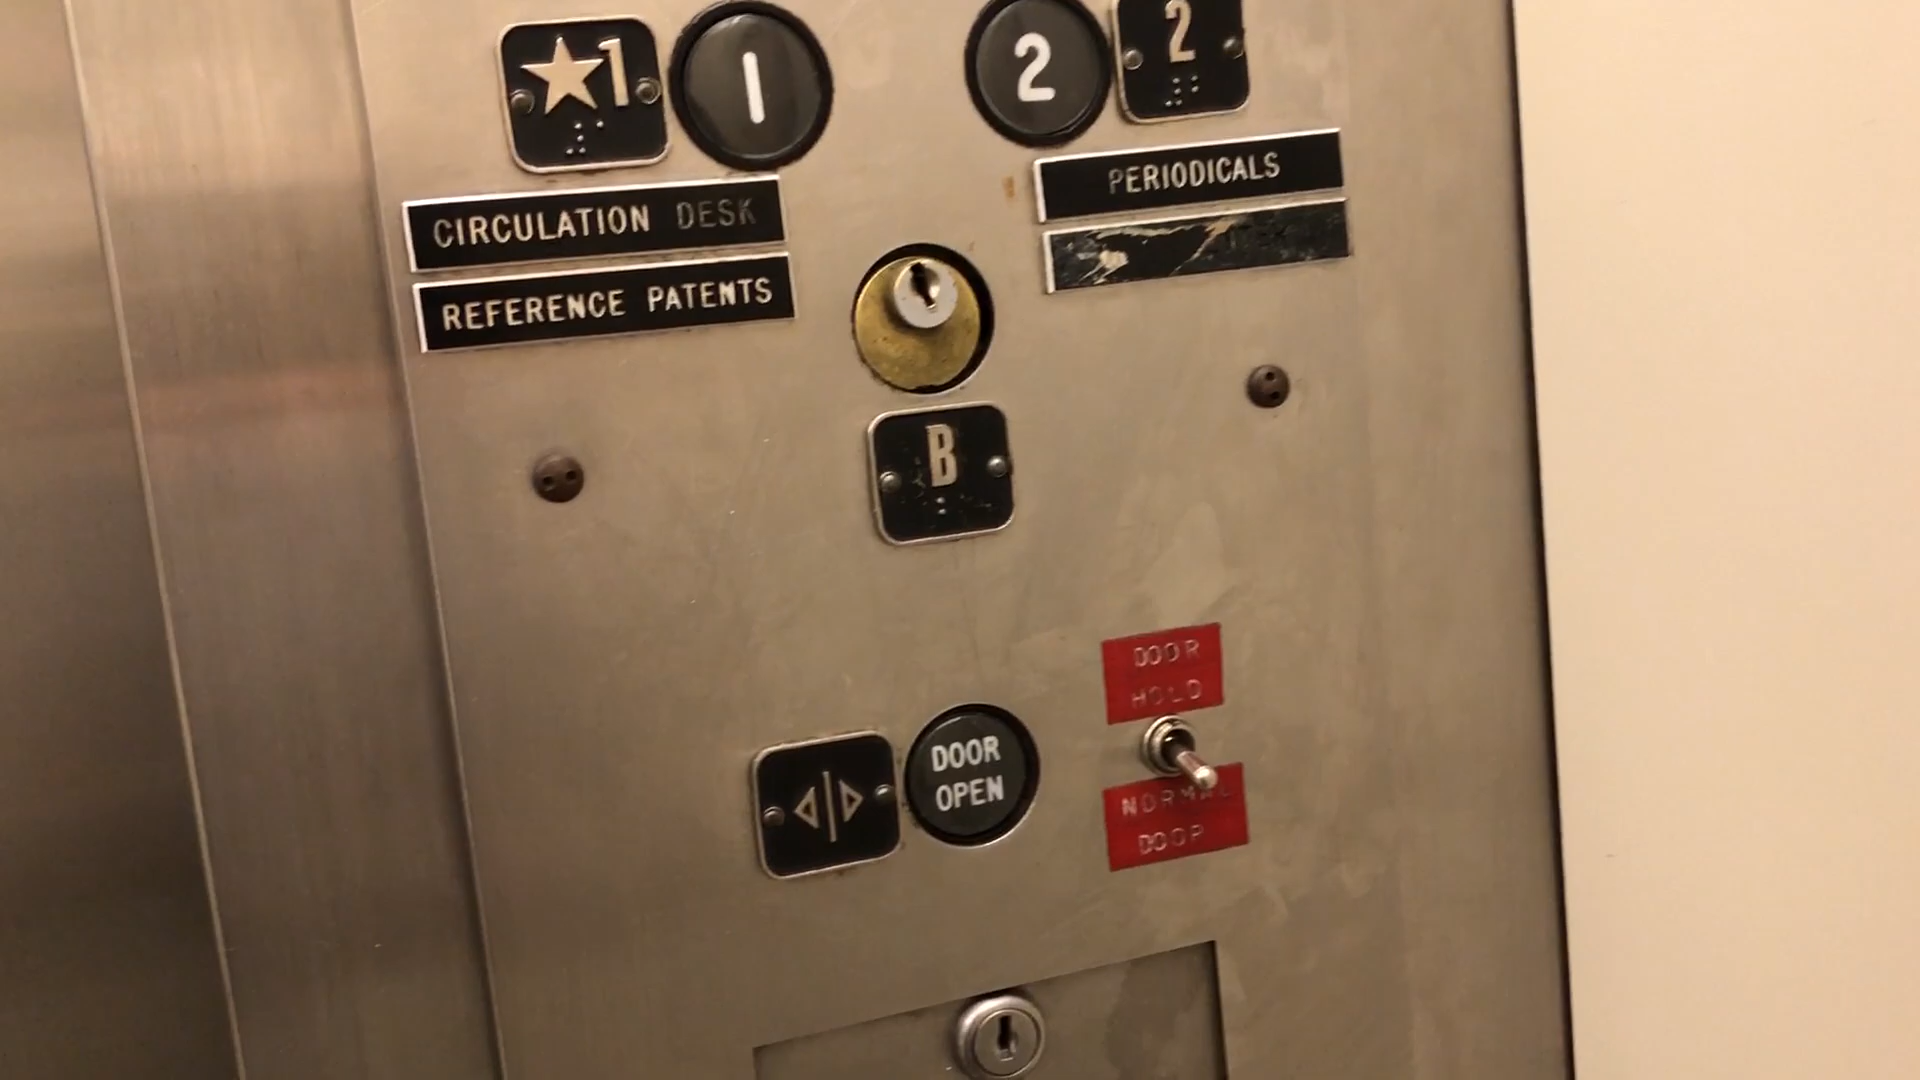 ★1
1
2
2
PERIODICALS
CIRCULATION DESK
REFERENCE PATENTS
B
DOOR
HOLD
DOOR
OPEN
NORMAL
DOOR